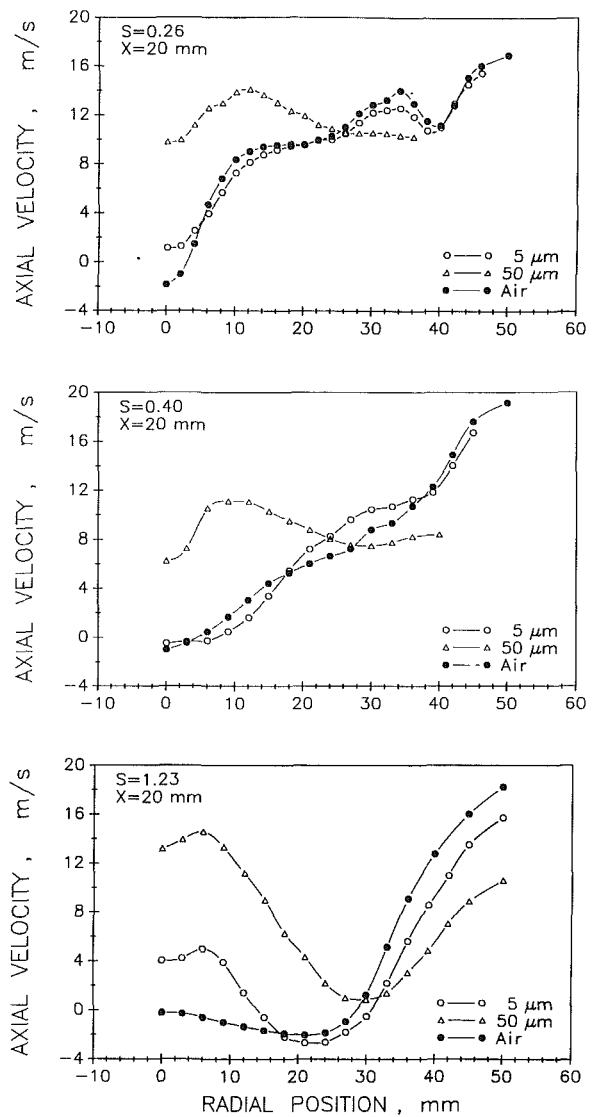 S=0.26
X=20 mm
AXIAL VELOCITY , m/s
20
16
12
8
4
0
−4
5 μm
50 μm
Air
−10 0 10 20 30 40 50 60
S=0.40
X=20 mm
AXIAL VELOCITY , m/s
20
16
12
8
4
0
−4
5 μm
50 μm
Air
−10 0 10 20 30 40 50 60
S=1.23
X=20 mm
AXIAL VELOCITY , m/s
20
16
12
8
4
0
−4
5 μm
50 μm
Air
−10 0 10 20 30 40 50 60
RADIAL POSITION , mm